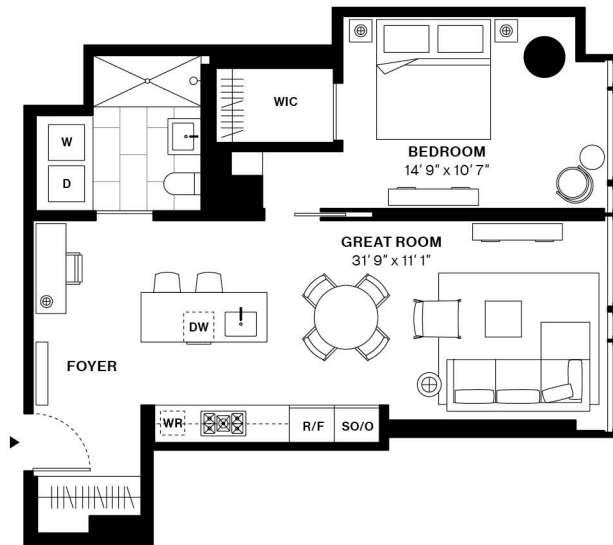 WIC
W
D
BEDROOM
14' 9" x 10' 7"
GREAT ROOM
31' 9" x 11' 1"
DW
FOYER
WR
R/F
SO/O